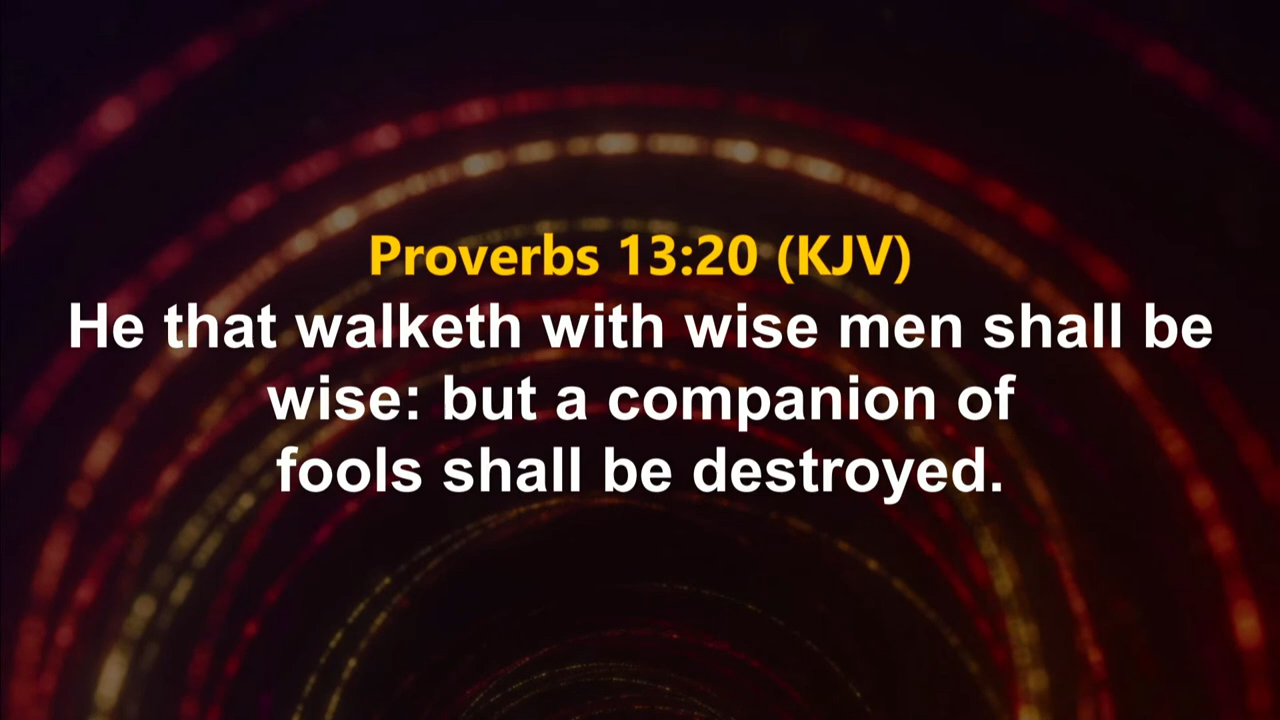 Proverbs 13:20 (KJV)
He that walketh with wise men shall be
wise: but a companion of
fools shall be destroyed.